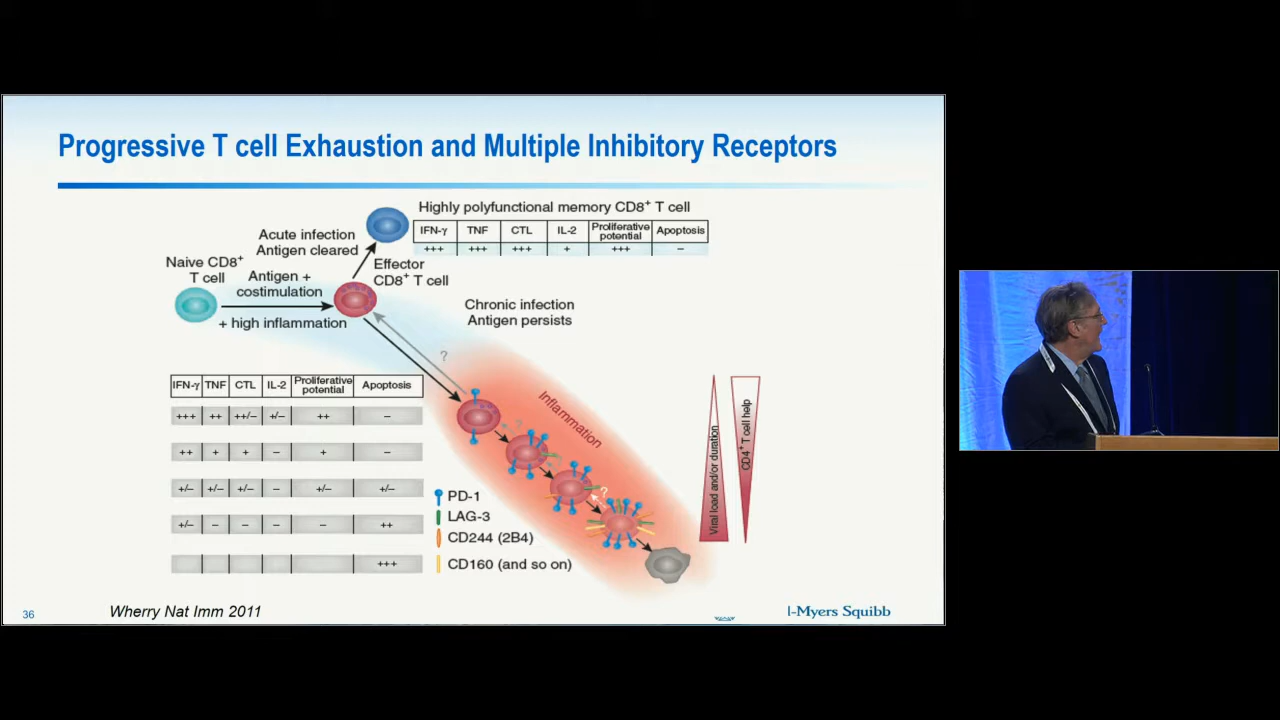 Progressive T cell Exhaustion and Multiple Inhibitory Receptors
Highly polyfunctional memory CD8+ T cell
IFN-γ TNF CTL IL-2 Proliferative potential Apoptosis
+++ +++ +++ + +++ –
Acute infection
Antigen cleared
Naive CD8+
T cell
Antigen +
costimulation
+ high inflammation
Effector
CD8+ T cell
Chronic infection
Antigen persists
?
Inflammation
IFN-γ TNF CTL IL-2 Proliferative potential Apoptosis
+++ ++ ++/– +/– ++ –
++ + + – + –
+/– +/– +/– – +/– +/–
+/– – – – – ++
+++
?
?
PD-1
LAG-3
CD244 (2B4)
CD160 (and so on)
Viral load and/or duration
CD4+ T cell help
36
Wherry Nat Imm 2011
l-Myers Squibb